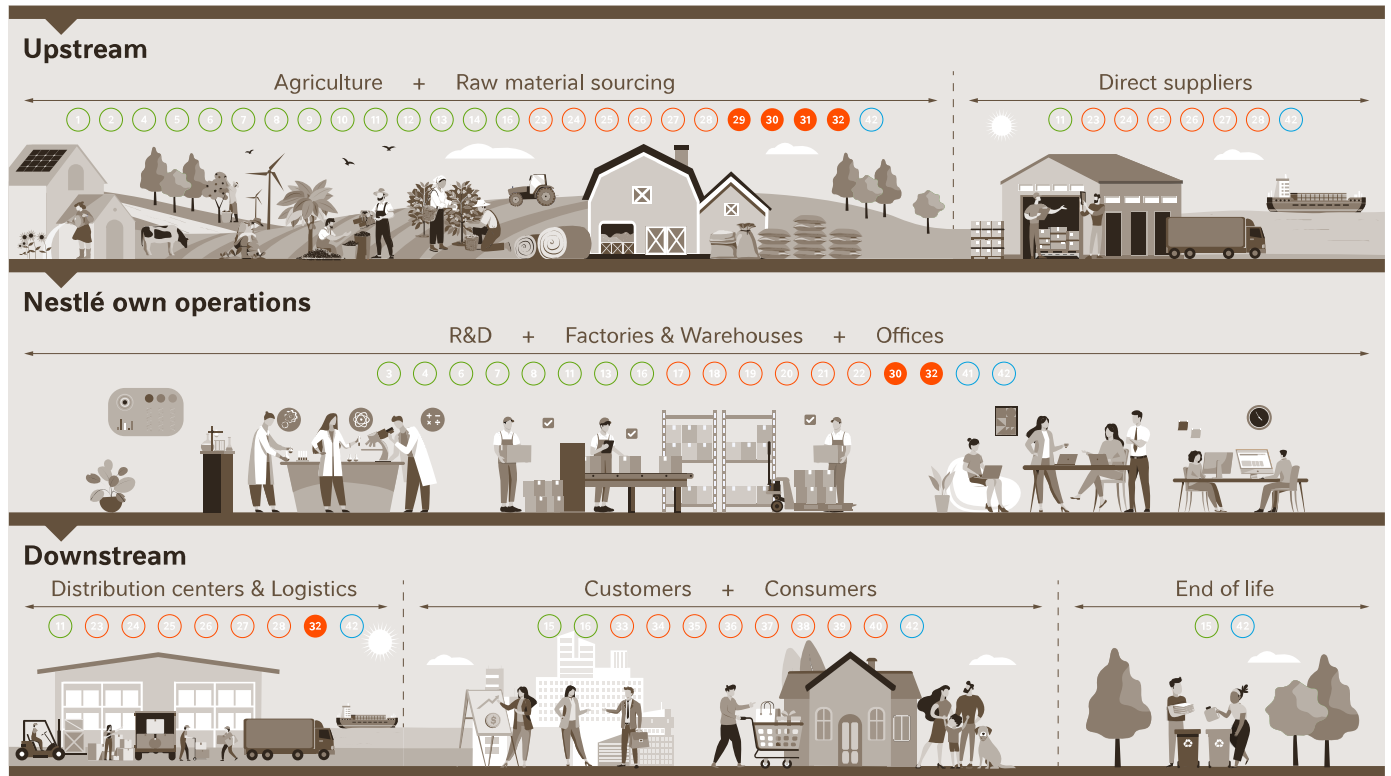 Upstream
Agriculture + Raw material sourcing
Direct suppliers
1 2 4 5 6 7 8 9 10 11 12 13 14 16 23 24 25 26 27 28 29 30 31 32 42
11 23 24 25 26 27 28 42
Nestlé own operations
R&D + Factories & Warehouses + Offices
3 4 6 7 8 11 13 16 17 18 19 20 21 22 30 32 41 42
Downstream
Distribution centers & Logistics
Customers + Consumers
End of life
11 23 24 25 26 27 28 32 42
15 16 33 34 35 36 37 38 39 40 42
15 42
$